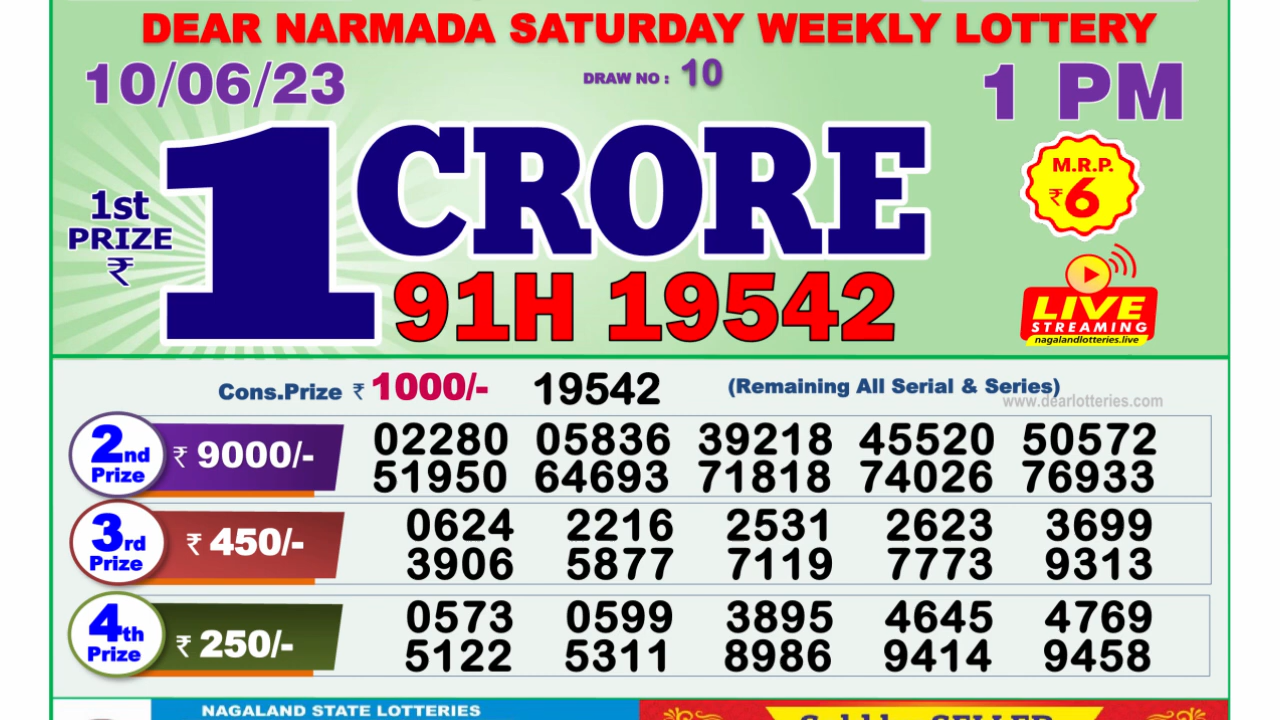 DEAR NARMADA SATURDAY WEEKLY LOTTERY
10/06/23 DRAW NO : 10 1 PM
1st PRIZE ₹ 1 CRORE
91H 19542
M.R.P.
₹ 6
LIVE
STREAMING
nagalandlotteries.live
Cons.Prize ₹ 1000/- 19542 (Remaining All Serial & Series)
www.dearlotteries.com
2nd Prize ₹ 9000/-
02280 05836 39218 45520 50572
51950 64693 71818 74026 76933
3rd Prize ₹ 450/-
0624 2216 2531 2623 3699
3906 5877 7119 7773 9313
4th Prize ₹ 250/-
0573 0599 3895 4645 4769
5122 5311 8986 9414 9458
NAGALAND STATE LOTTERIES